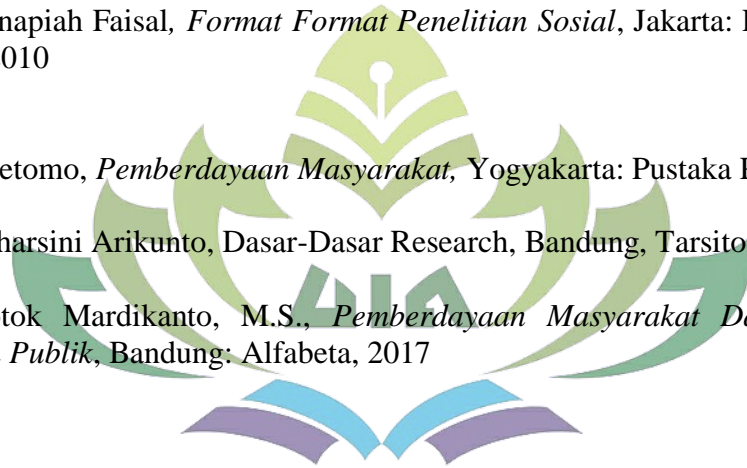 napiah Faisal, Format Format Penelitian Sosial, Jakarta:
010
etomo, Pemberdayaan Masyarakat, Yogyakarta: Pustaka
harsini Arikunto, Dasar-Dasar Research, Bandung, Tarsito
tok Mardikanto, M.S., Pemberdayaan Masyarakat
Publik, Bandung: Alfabeta, 2017
UIN